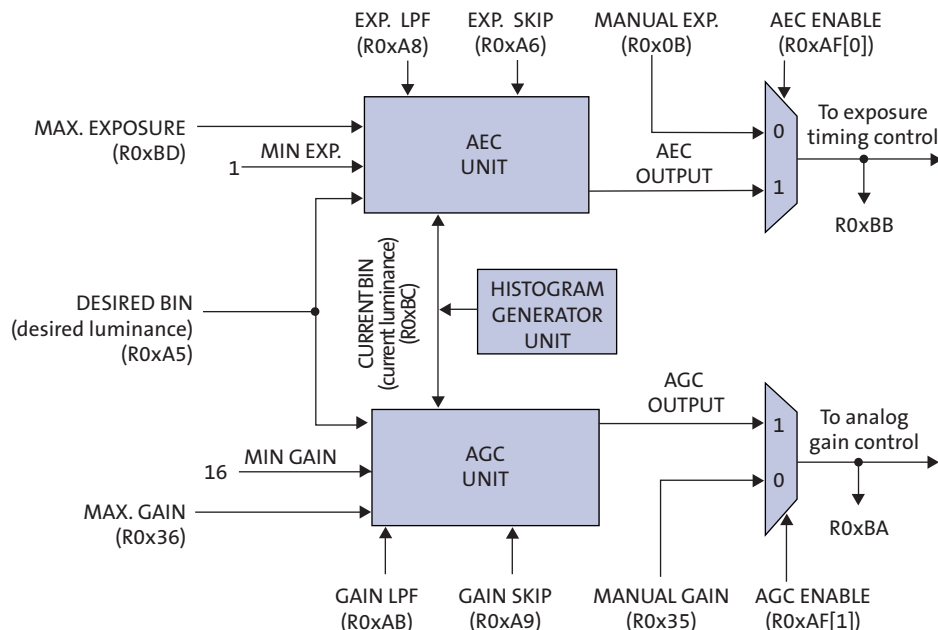 EXP. LPF
(R0xA8)
EXP. SKIP
(R0xA6)
MANUAL EXP.
(R0x0B)
AEC ENABLE
(R0xAF[0])
MAX. EXPOSURE
(R0xBD)
1
MIN EXP.
AEC
UNIT
AEC
OUTPUT
0
1
To exposure
timing control
R0xBB
DESIRED BIN
(desired luminance)
(R0xA5)
CURRENT BIN
(current luminance)
(R0xBC)
HISTOGRAM
GENERATOR
UNIT
AGC
OUTPUT
AGC
UNIT
16
MIN GAIN
MAX. GAIN
(R0x36)
1
0
To analog
gain control
R0xBA
GAIN LPF
(R0xAB)
GAIN SKIP
(R0xA9)
MANUAL GAIN
(R0x35)
AGC ENABLE
(R0xAF[1])